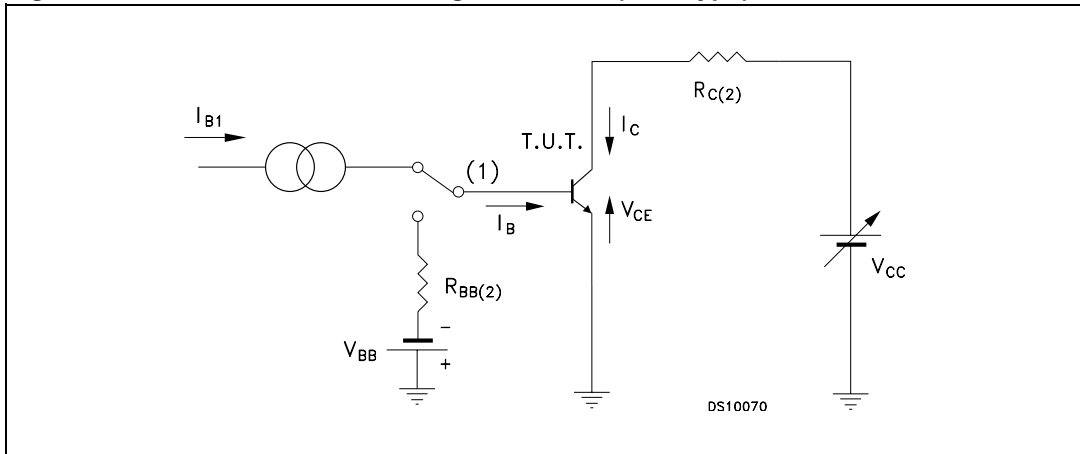 R_C(2)
I_B1
I_C
T.U.T.
(1)
V_CE
I_B
V_CC
R_BB(2)
V_BB
-
+
DS10070